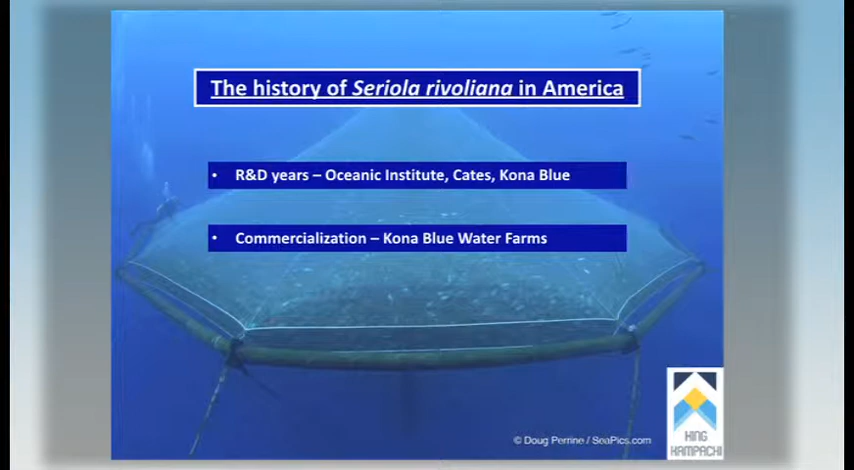 The history of Seriola rivoliana in America
• R&D years – Oceanic Institute, Cates, Kona Blue
• Commercialization – Kona Blue Water Farms
© Doug Perrine / SeaPics.com
KING
KAMPACHI